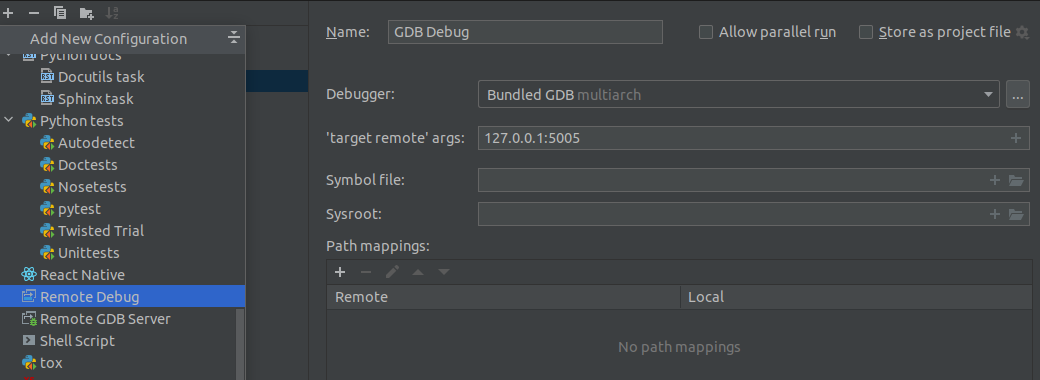 Add New Configuration
Python docs
Docutils task
Sphinx task
Python tests
Autodetect
Doctests
Nosetests
pytest
Twisted Trial
Unittests
React Native
Remote Debug
Remote GDB Server
Shell Script
tox
Name: GDB Debug Allow parallel run Store as project file
Debugger: Bundled GDB multiarch ...
'target remote' args: 127.0.0.1:5005
Symbol file:
Sysroot:
Path mappings:
Remote Local
No path mappings